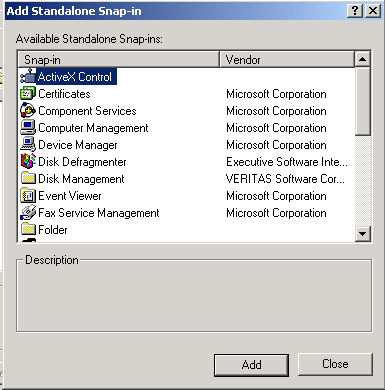 Add Standalone Snap-in
Available Standalone Snap-ins:
Snap-in Vendor
ActiveX Control
Certificates Microsoft Corporation
Component Services Microsoft Corporation
Computer Management Microsoft Corporation
Device Manager Microsoft Corporation
Disk Defragmenter Executive Software Inte...
Disk Management VERITAS Software Cor...
Event Viewer Microsoft Corporation
Fax Service Management Microsoft Corporation
Folder
Description
Add Close